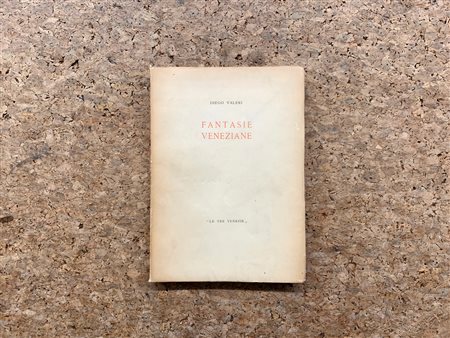 DIEGO VALERI
FANTASIE
VENEZIANE
"LE TRE VENEZIE„